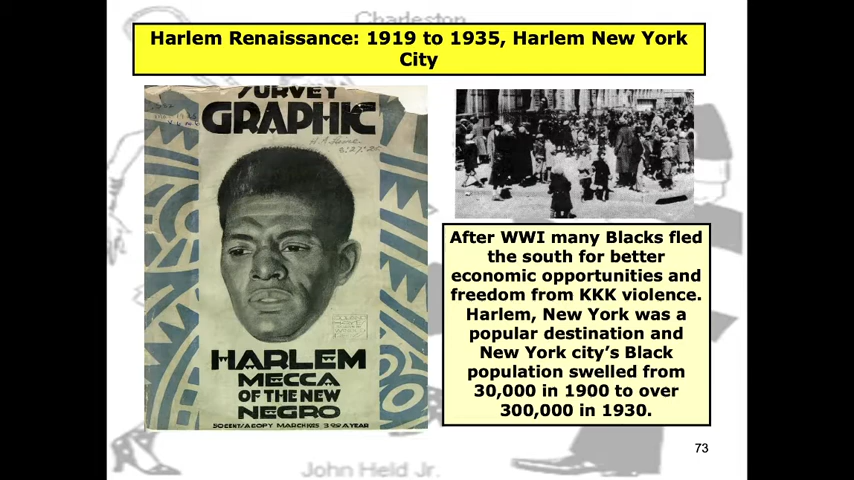 Charleston
Harlem Renaissance: 1919 to 1935, Harlem New York
City
SURVEY
GRAPHIC
HARLEM
MECCA
OF THE NEW
NEGRO
After WWI many Blacks fled
the south for better
economic opportunities and
freedom from KKK violence.
Harlem, New York was a
popular destination and
New York city's Black
population swelled from
30,000 in 1900 to over
300,000 in 1930.
73
John Held Jr.